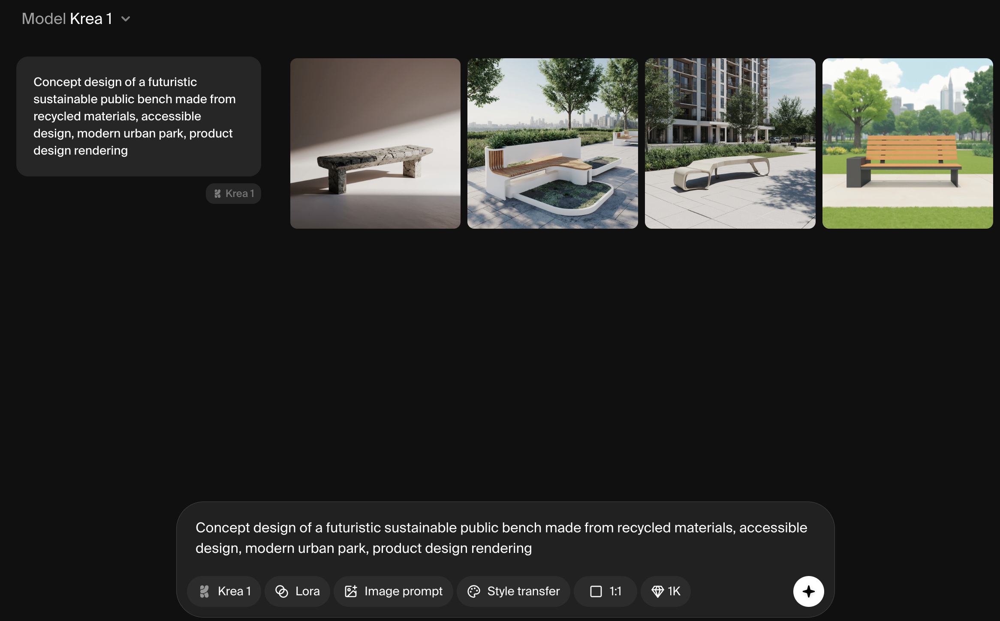 Model Krea 1
Concept design of a futuristic
sustainable public bench made from
recycled materials, accessible
design, modern urban park, product
design rendering
Krea 1
Concept design of a futuristic sustainable public bench made from recycled materials, accessible
design, modern urban park, product design rendering
Krea 1 Lora Image prompt Style transfer 1:1 1K